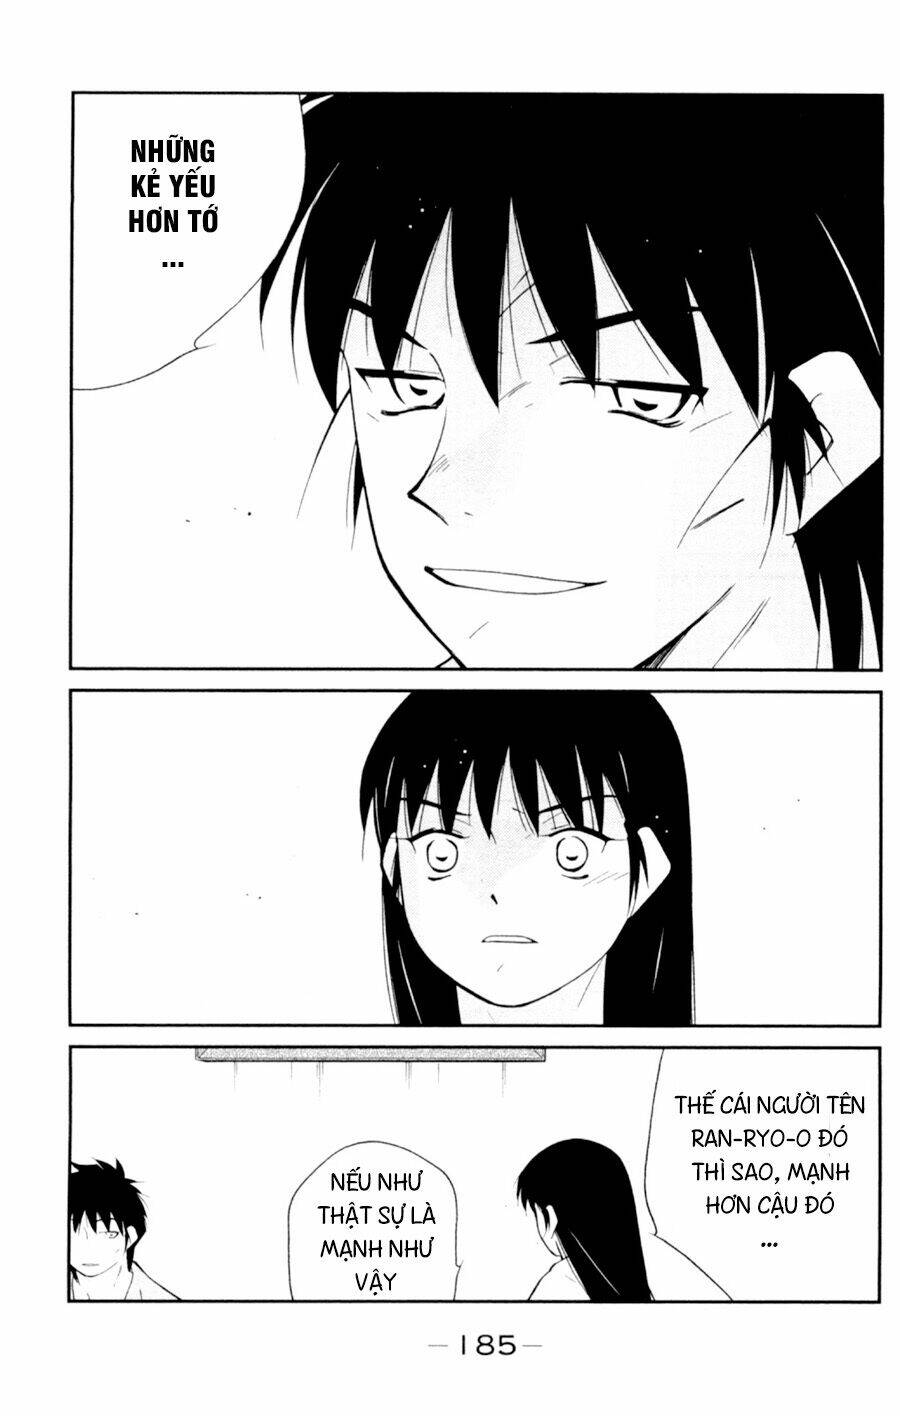 NHỮNG
KẺ YẾU
HƠN TỚ
...
THẾ CÁI NGƯỜI TÊN
RAN-RYO-O ĐÓ
THÌ SAO, MẠNH
HƠN CẬU ĐÓ
...
NẾU NHƯ
THẬT SỰ LÀ
MẠNH NHƯ
VẬY
—185—